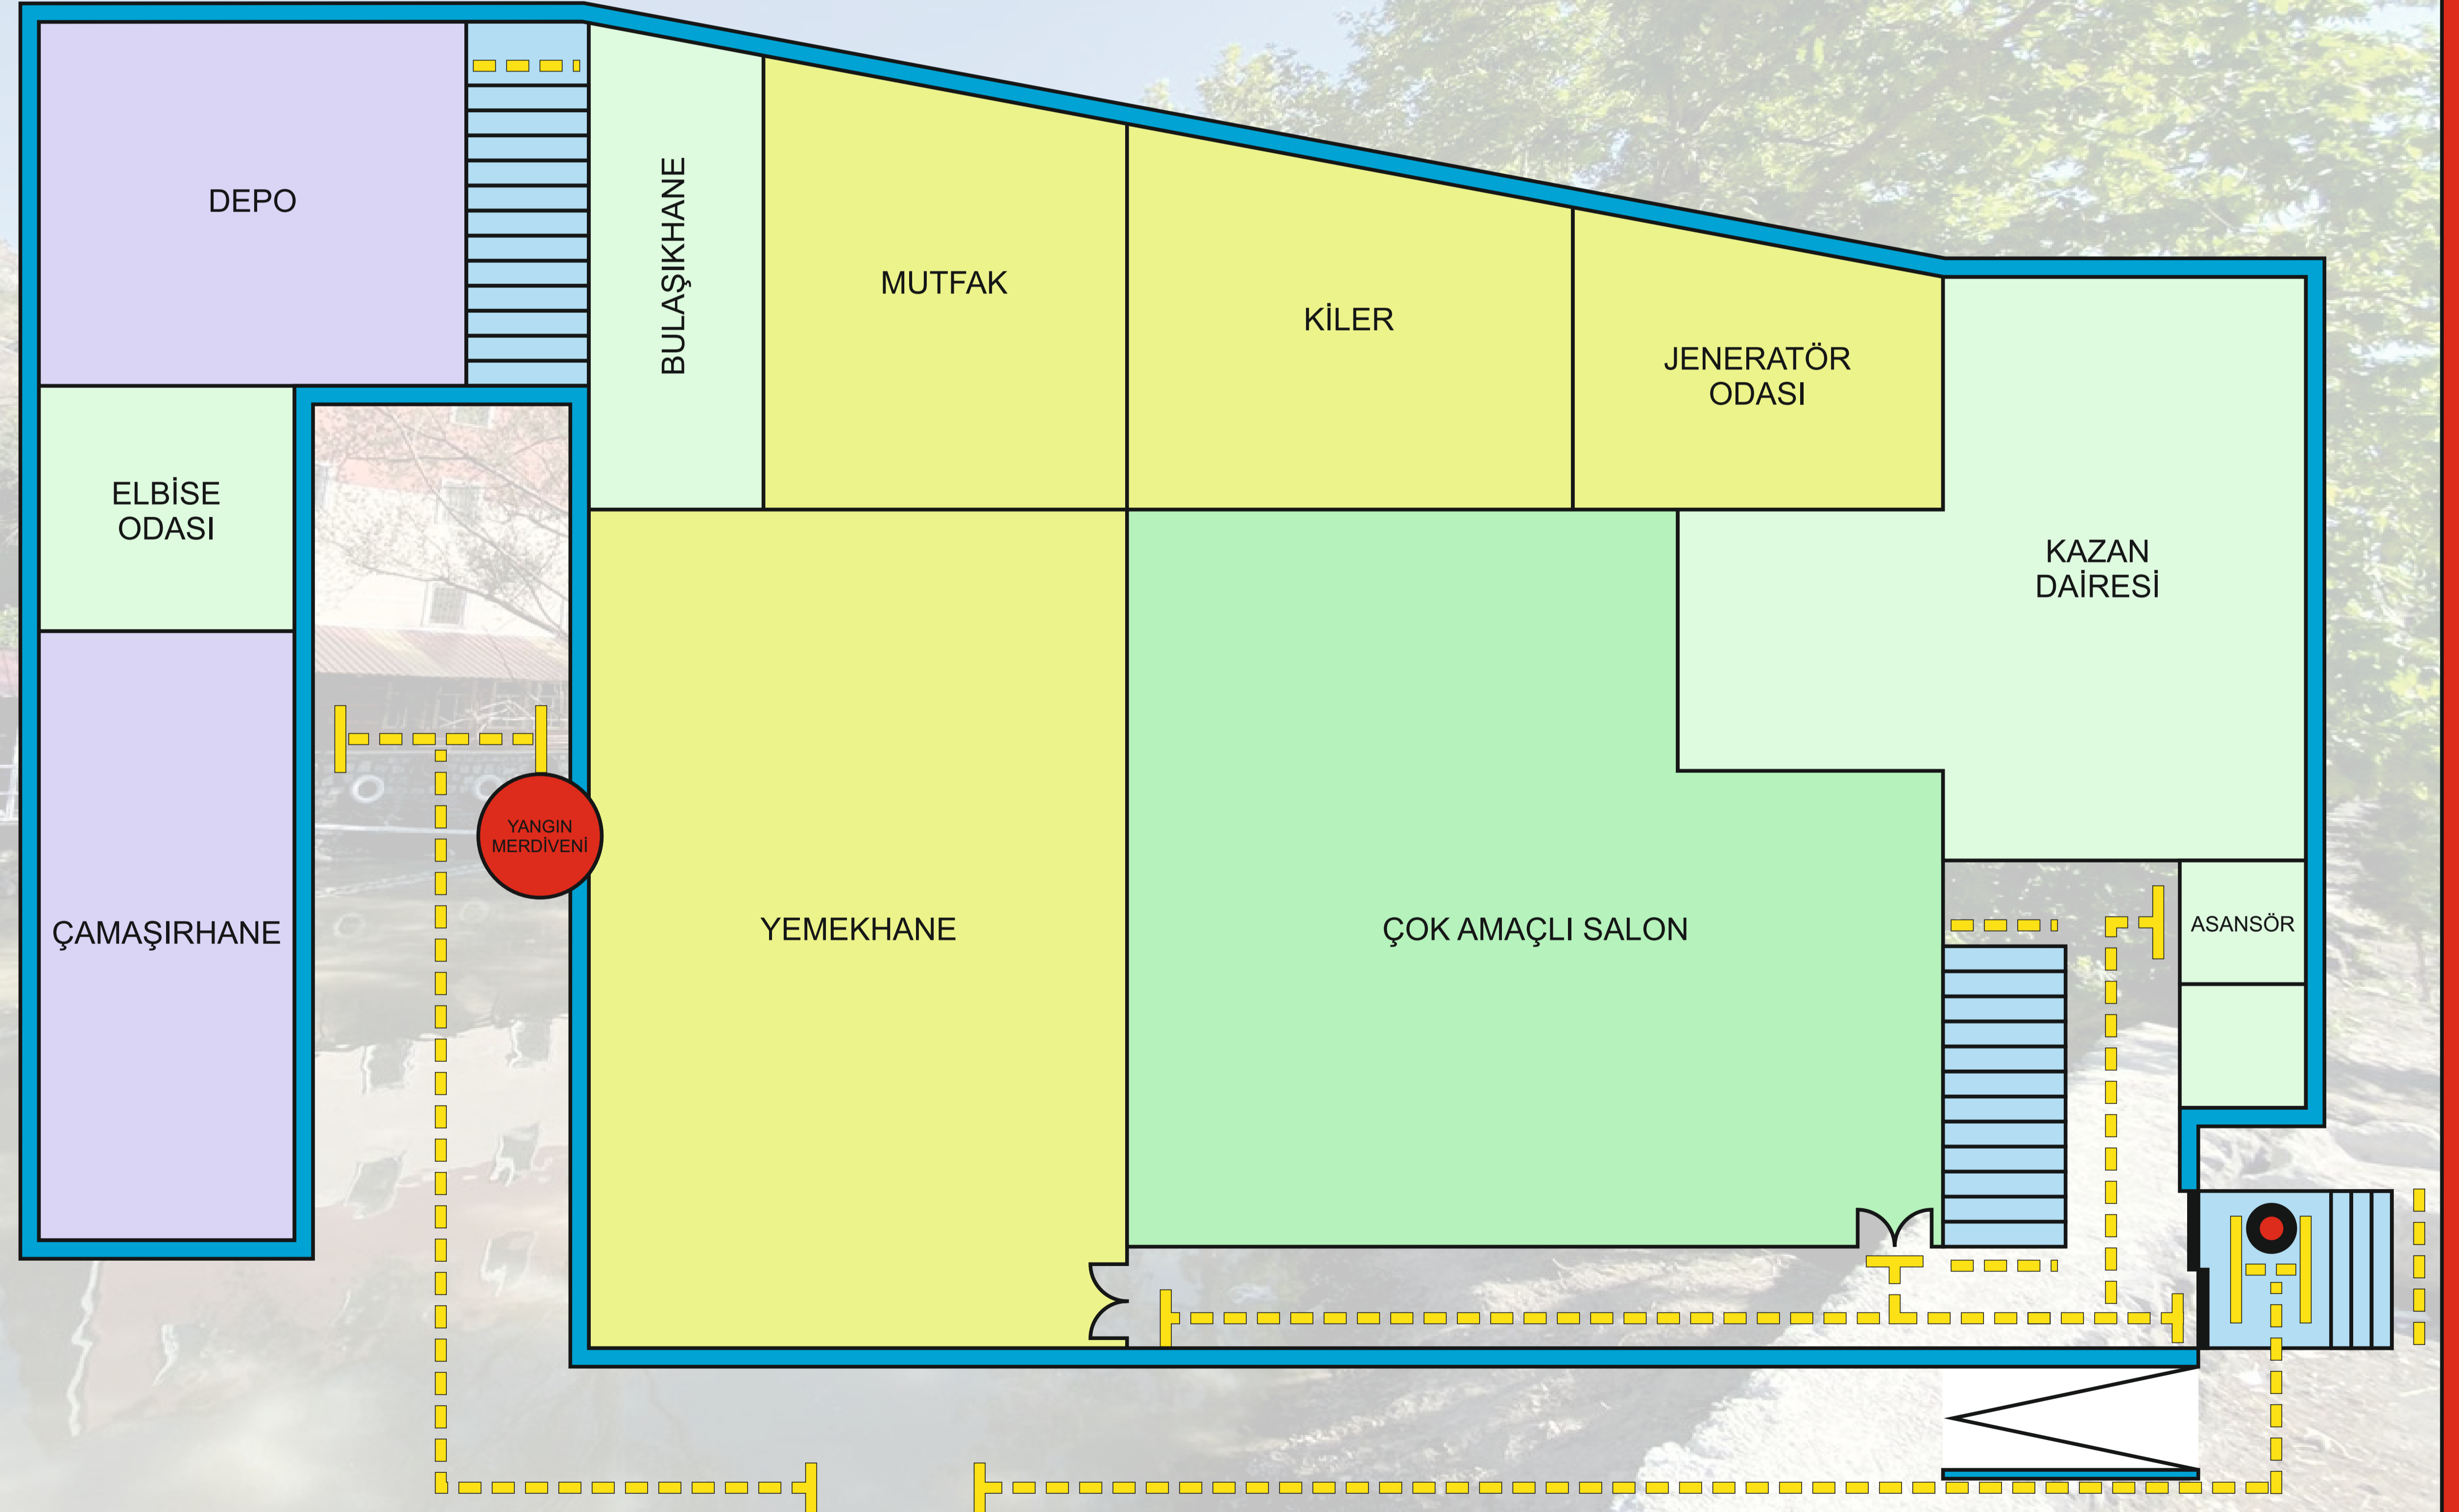 DEPO
BULAŞIKHANE
MUTFAK
KİLER
JENERATÖR
ODASI
ELBİSE
ODASI
KAZAN
DAİRESİ
YANGIN
MERDİVENİ
ÇAMAŞIRHANE
YEMEKHANE
ÇOK AMAÇLI SALON
ASANSÖR